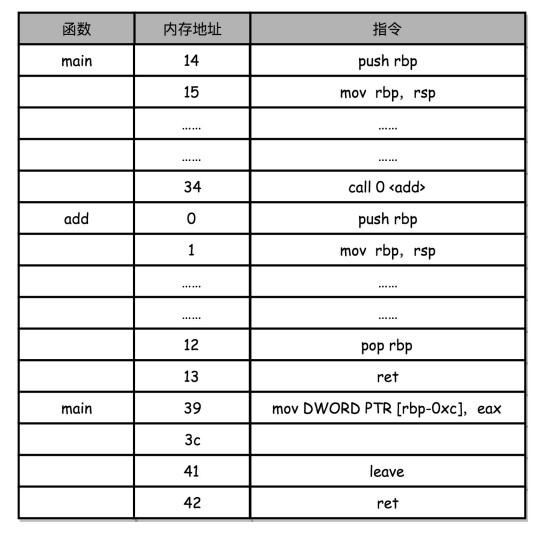 函数 内存地址 指令
main 14 push rbp
15 mov rbp, rsp
...... ......
...... ......
34 call 0 <add>
add 0 push rbp
1 mov rbp, rsp
...... ......
...... ......
12 pop rbp
13 ret
main 39 mov DWORD PTR [rbp-0xc], eax
3c
41 leave
42 ret